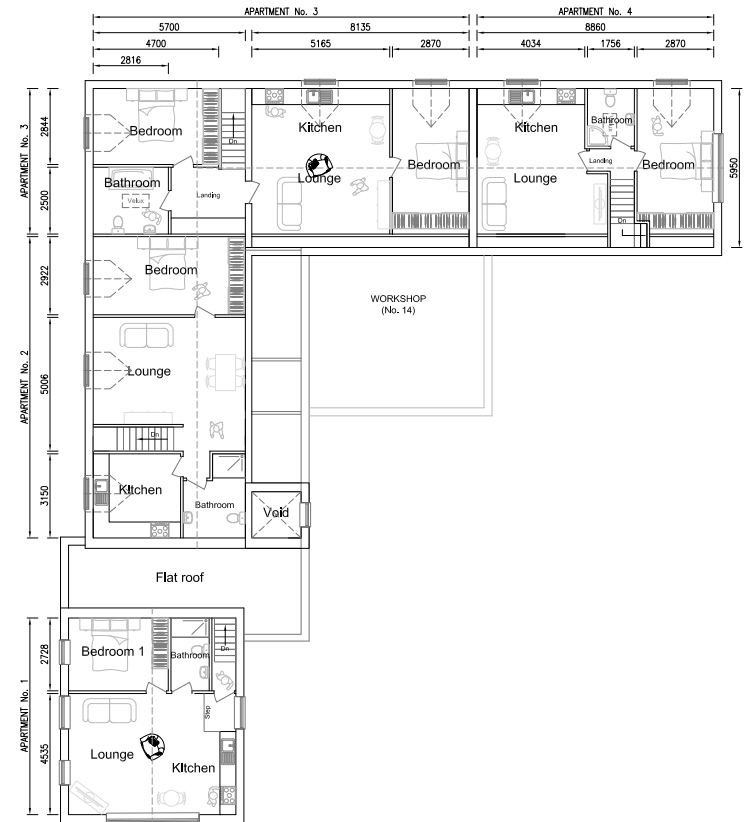 APARTMENT No. 3
APARTMENT No. 4
5700
8135
8860
4700
5165
2870
4034
1756
2870
2816
APARTMENT No. 3
2844
2500
Bedroom
Dn
Kitchen
Lounge
Bedroom
Kitchen
Lounge
Bathroom
Velux
Landing
Bedroom
Dn
5950
Bathroom
Velux
Landing
APARTMENT No. 2
2922
5006
3150
Bedroom
WORKSHOP
(No. 14)
Lounge
Dn
Kitchen
Bathroom
Void
Flat roof
APARTMENT No. 1
2728
4535
Bedroom 1
Bathroom
Dn
Step
Lounge
Kitchen